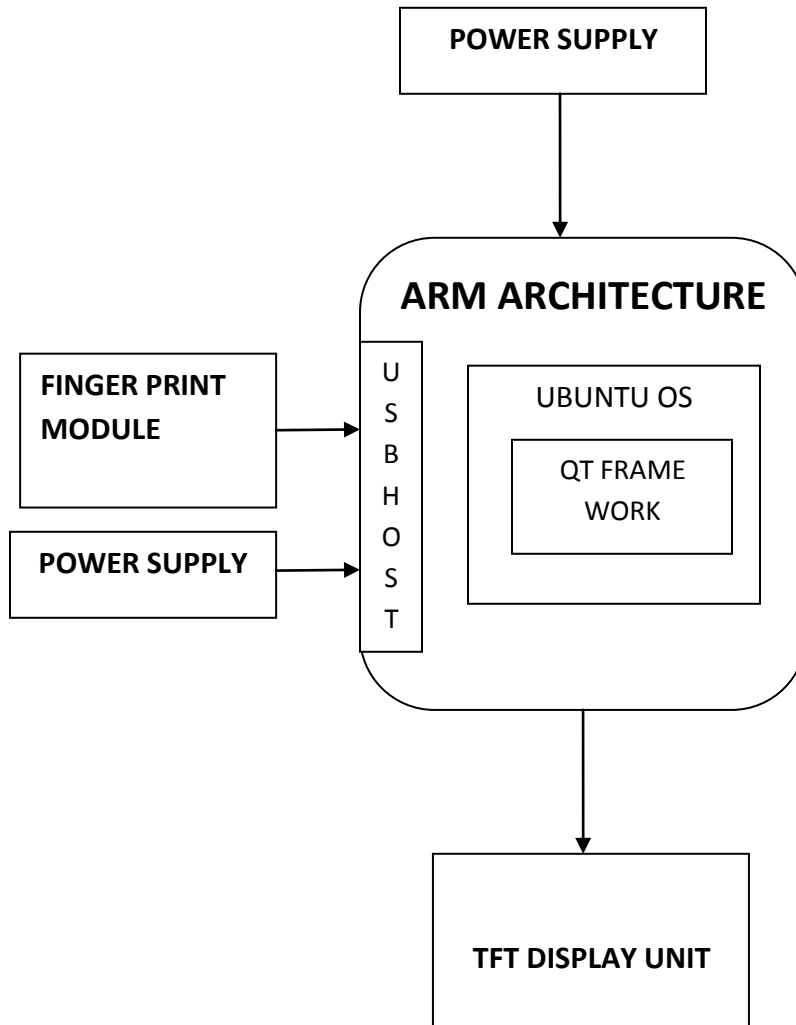 POWER SUPPLY
ARM ARCHITECTURE
FINGER PRINT
MODULE
POWER SUPPLY
U
S
B
H
O
S
T
UBUNTU OS
QT FRAME
WORK
TFT DISPLAY UNIT